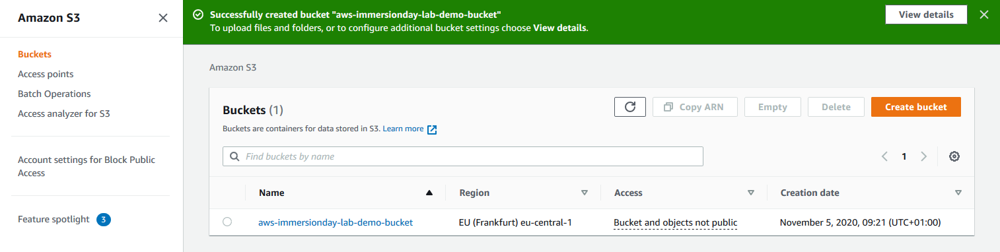 Amazon S3
Buckets
Access points
Batch Operations
Access analyzer for S3
Account settings for Block Public
Access
Feature spotlight 3
Successfully created bucket "aws-immersionday-lab-demo-bucket"
To upload files and folders, or to configure additional bucket settings choose View details.
View details
Amazon S3
Buckets (1)
Copy ARN Empty Delete Create bucket
Buckets are containers for data stored in S3. Learn more
Find buckets by name
1
Name Region Access Creation date
aws-immersionday-lab-demo-bucket EU (Frankfurt) eu-central-1 Bucket and objects not public November 5, 2020, 09:21 (UTC+01:00)